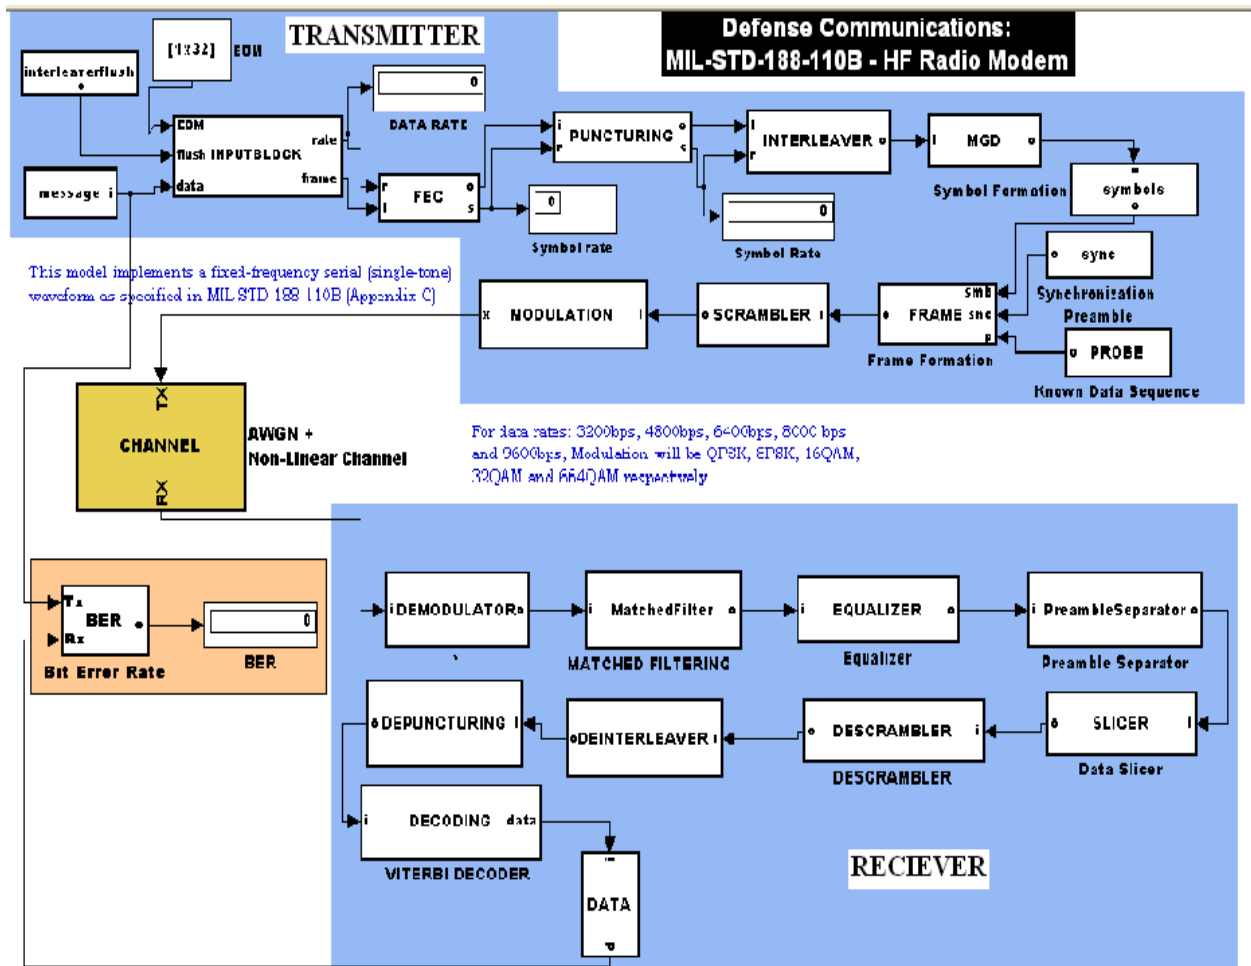 TRANSMITTER
Defense Communications:
MIL-STD-188-110B - HF Radio Modem
[1x32]
EOM
interleaverflush
0
DATA RATE
EOM
flush INPUTBLOCK
data
rate
frame
message i
r
i
FEC
o
s
0
Symbol rate
i
r
PUNCTURING
o
s
0
Symbol Rate
i
r
INTERLEAVER o
i MGD o
Symbol Formation
symbols
o
o sync
Synchronization
Preamble
smb
o FRAME snc
p
Frame Formation
o PROBE
Known Data Sequence
o SCRAMBLER i
x MODULATION i
This model implements a fixed-frequency serial (single-tone)
waveform as specified in MIL-STD-188-110B (Appendix C)
TX
CHANNEL
RX
AWGN +
Non-Linear Channel
For data rates: 3200bps, 4800bps, 6400bps, 8000 bps
and 9600bps, Modulation will be QPSK, 8PSK, 16QAM,
32QAM and 664QAM respectively
Tx
BER o
Rx
Bit Error Rate
0
BER
i DEMODULATOR o
i MatchedFilter o
MATCHED FILTERING
i EQUALIZER o
Equalizer
i PreambleSeparator o
Preamble Separator
o DEPUNCTURING i
o DEINTERLEAVER i
o DESCRAMBLER i
DESCRAMBLER
o SLICER i
Data Slicer
i DECODING data
VITERBI DECODER
i
DATA
RECIEVER